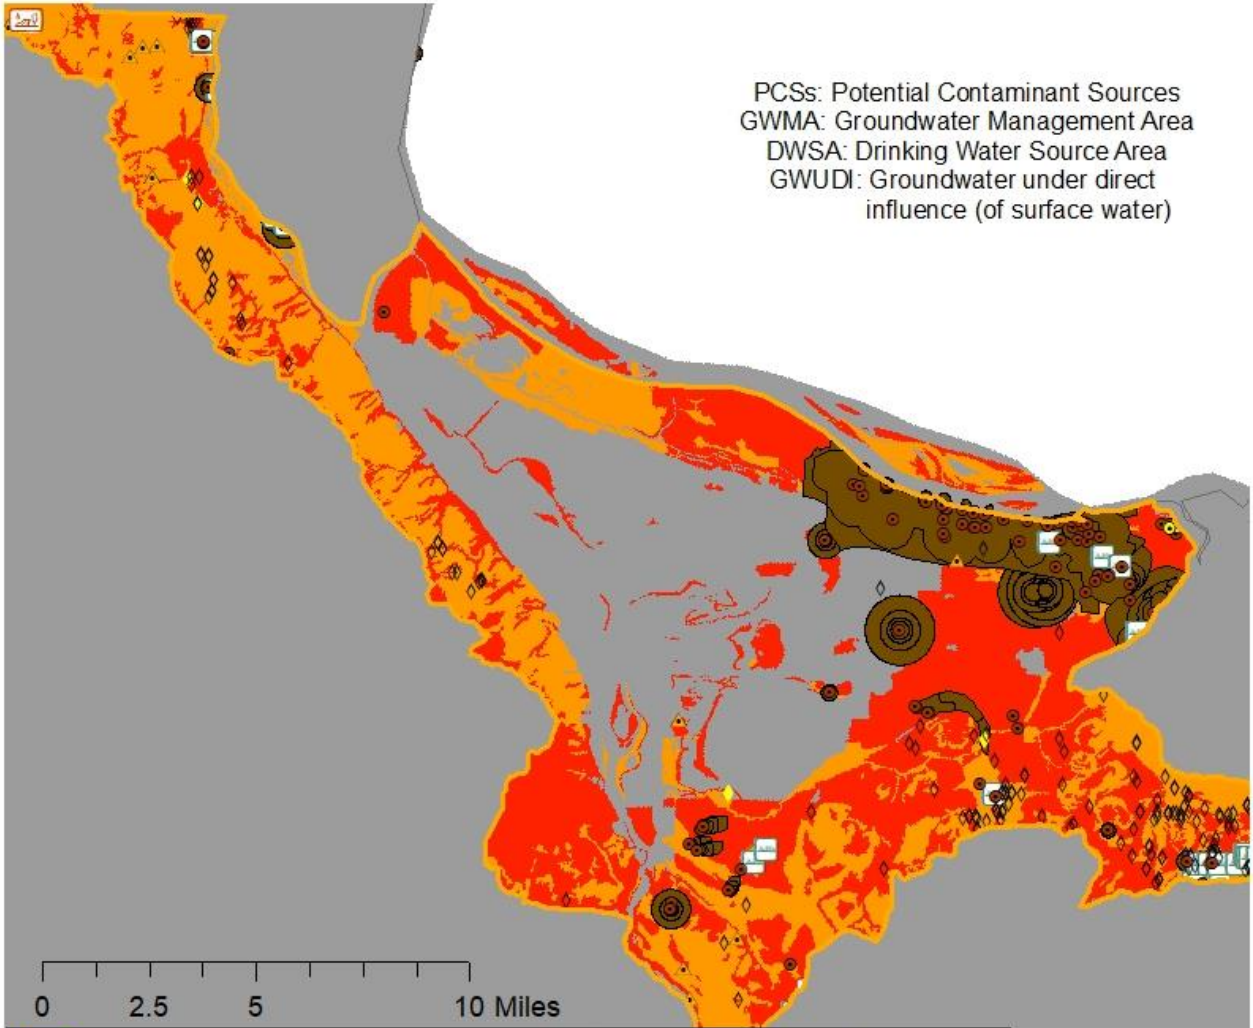 PCSs: Potential Contaminant Sources
GWMA: Groundwater Management Area
DWSA: Drinking Water Source Area
GWUDI: Groundwater under direct
influence (of surface water)
0 2.5 5 10 Miles